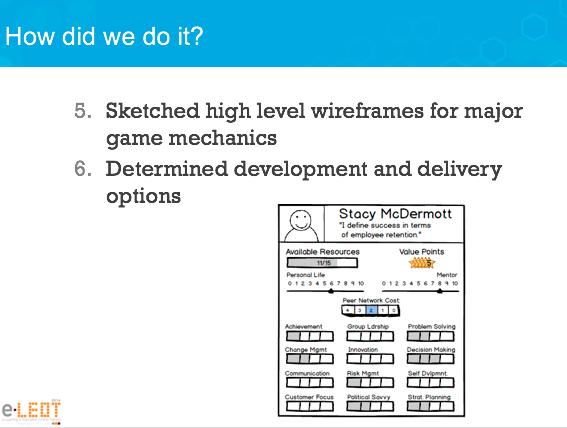 How did we do it?
5. Sketched high level wireframes for major
game mechanics
6. Determined development and delivery
options
Stacy McDermott
"I define success in terms
of employee retention."
Available Resources Value Points
11/15 5
Personal Life Mentor
0 1 2 3 4 5 6 7 8 9 10 0 1 2 3 4 5 6 7 8 9 10
Peer Network Cost
4 3 2 1 0
Achievement Group Ldrship Problem Solving
Change Mgmt Innovation Decision Making
Communication Risk Mgmt Self Dvlpmnt.
Customer Focus Political Savvy Strat. Planning
e-LEOT